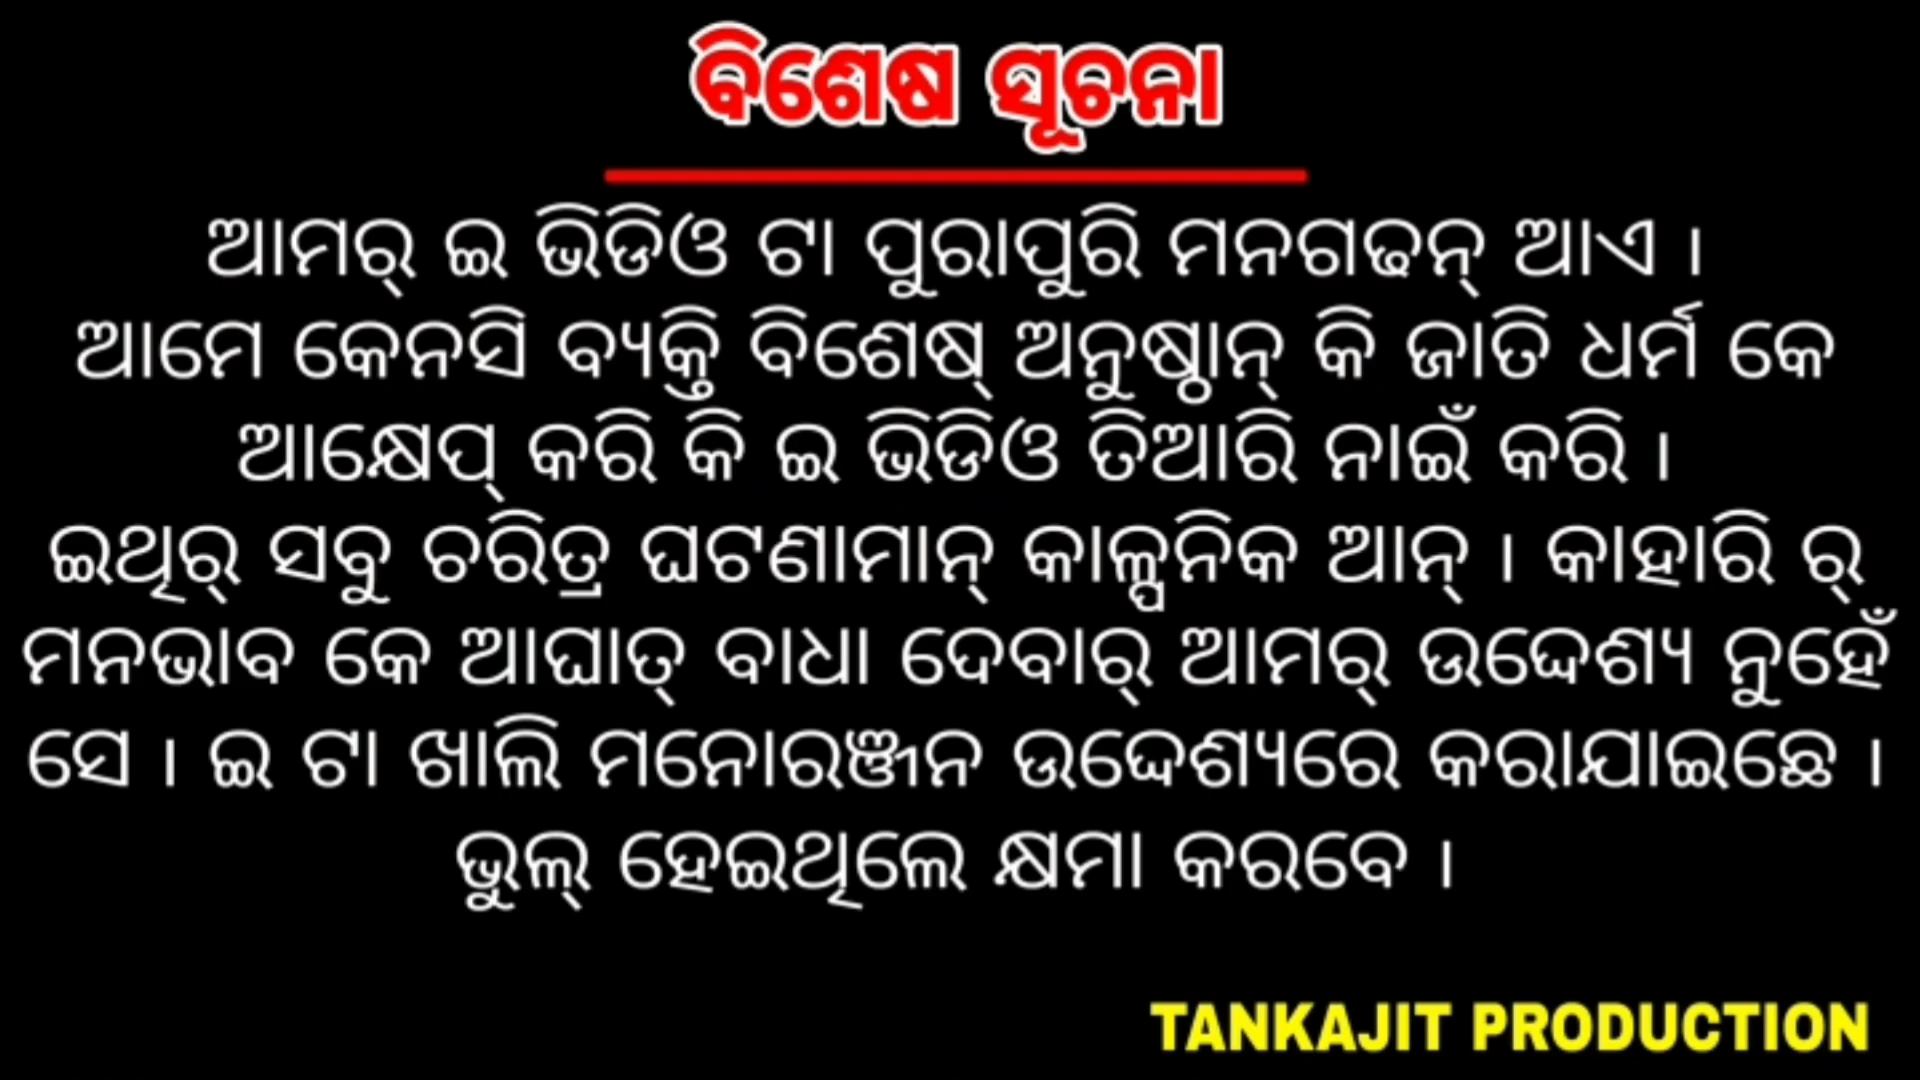 ବିଶେଷ ସୂଚନା
ଆମର୍ ଇ ଭିଡିଓ ଟା ପୁରାପୁରି ମନଗଢନ୍ ଆଏ ।
ଆମେ କେନସି ବ୍ୟକ୍ତି ବିଶେଷ୍ ଅନୁଷ୍ଠାନ୍ କି ଜାତି ଧର୍ମ କେ
ଆକ୍ଷେପ୍ କରି କି ଇ ଭିଡିଓ ତିଆରି ନାଇଁ କରି ।
ଇଥିର୍ ସବୁ ଚରିତ୍ର ଘଟଣାମାନ୍ କାଳ୍ପନିକ ଆନ୍ । କାହାରି ର୍
ମନଭାବ କେ ଆଘାତ୍ ବାଧା ଦେବାର୍ ଆମର୍ ଉଦ୍ଦେଶ୍ୟ ନୁହେଁ
ସେ । ଇ ଟା ଖାଲି ମନୋରଞ୍ଜନ ଉଦ୍ଦେଶ୍ୟରେ କରାଯାଇଛେ ।
ଭୁଲ୍ ହେଇଥିଲେ କ୍ଷମା କରବେ ।
TANKAJIT PRODUCTION